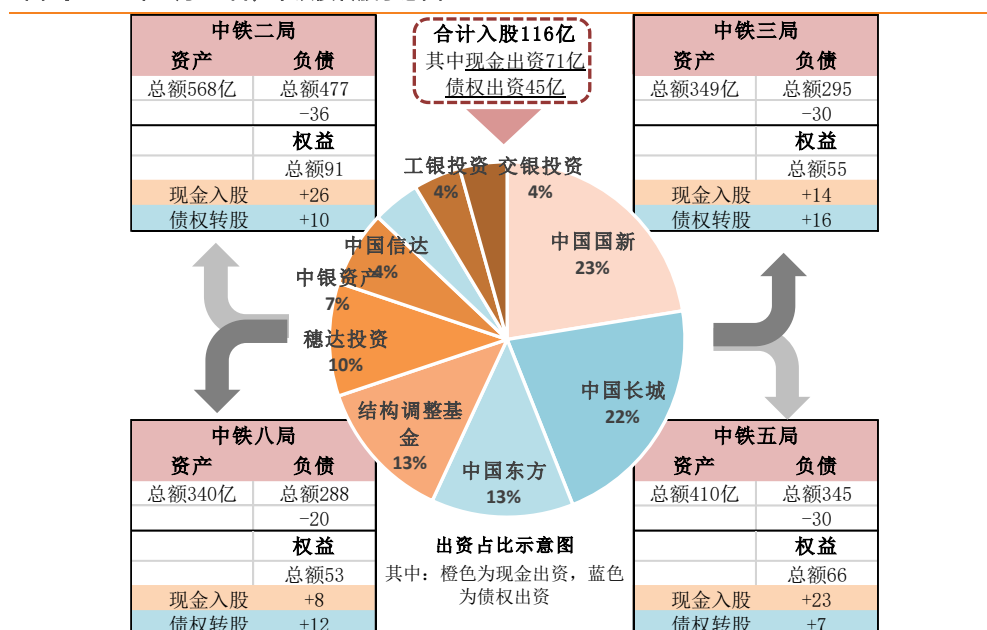 中铁二局
资产 负债
总额568亿 总额477
-36
权益
总额91
现金入股 +26
债权转股 +10
合计入股116亿
其中现金出资71亿
债权出资45亿
中铁三局
资产 负债
总额349亿 总额295
-30
权益
总额55
现金入股 +14
债权转股 +16
工银投资
4%
交银投资
4%
中国国新
23%
中国信达
4%
中银资产
7%
穗达投资
10%
中国长城
22%
结构调整基
金
13%
中国东方
13%
中铁八局
资产 负债
总额340亿 总额288
-20
权益
总额53
现金入股 +8
债权转股 +12
出资占比示意图
其中：橙色为现金出资，蓝色
为债权出资
中铁五局
资产 负债
总额410亿 总额345
-30
权益
总额66
现金入股 +23
债权转股 +7